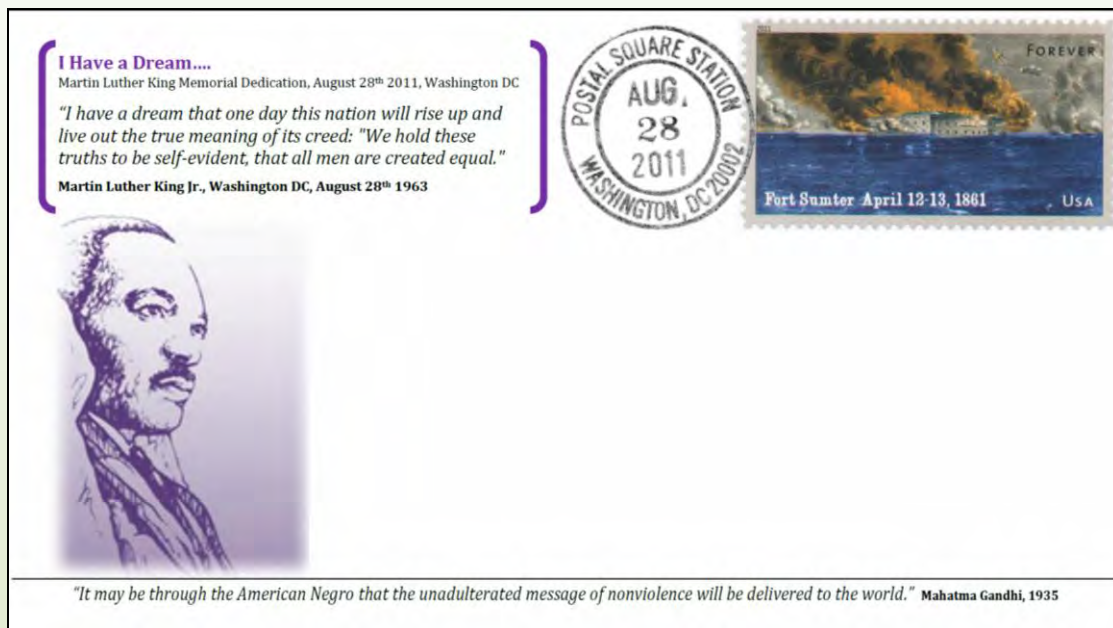 I Have a Dream....
Martin Luther King Memorial Dedication, August 28th 2011, Washington DC
"I have a dream that one day this nation will rise up and
live out the true meaning of its creed: "We hold these
truths to be self-evident, that all men are created equal."
Martin Luther King Jr., Washington DC, August 28th 1963
POSTAL SQUARE STATION
AUG.
28
2011
WASHINGTON, DC 20002
FOREVER
Fort Sumter April 12-13, 1861 USA
"It may be through the American Negro that the unadulterated message of nonviolence will be delivered to the world." Mahatma Gandhi, 1935